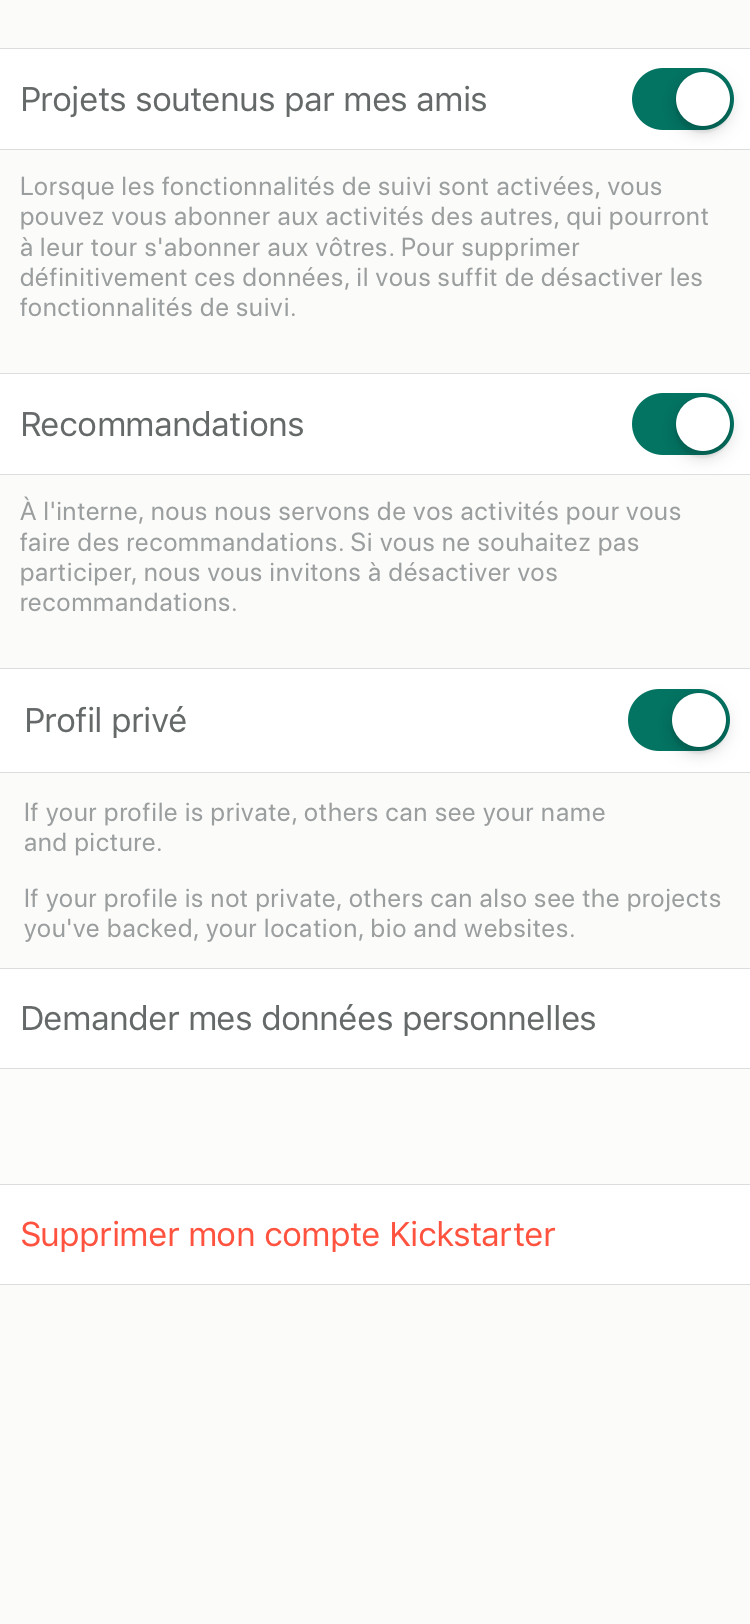 Projets soutenus par mes amis
Lorsque les fonctionnalités de suivi sont activées, vous
pouvez vous abonner aux activités des autres, qui pourront
à leur tour s'abonner aux vôtres. Pour supprimer
définitivement ces données, il vous suffit de désactiver les
fonctionnalités de suivi.
Recommandations
À l'interne, nous nous servons de vos activités pour vous
faire des recommandations. Si vous ne souhaitez pas
participer, nous vous invitons à désactiver vos
recommandations.
Profil privé
If your profile is private, others can see your name
and picture.
If your profile is not private, others can also see the projects
you've backed, your location, bio and websites.
Demander mes données personnelles
Supprimer mon compte Kickstarter